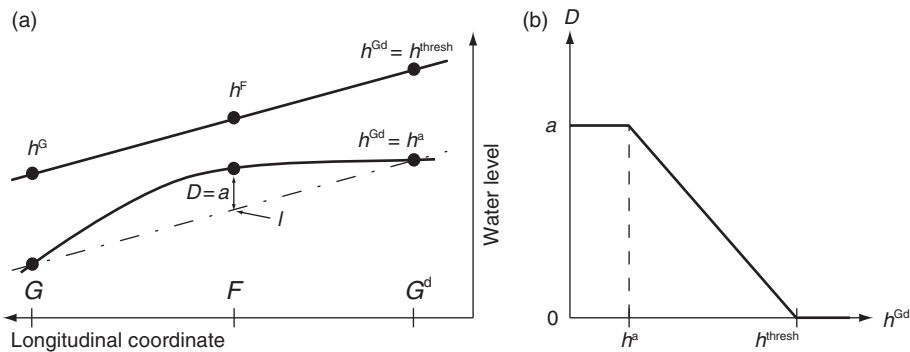 (a)
h^Gd = h^thresh
h^F
h^G
h^Gd = h^a
D = a
l
G F G^d
Longitudinal coordinate
Water level
(b)
D
a
0
h^a h^thresh h^Gd